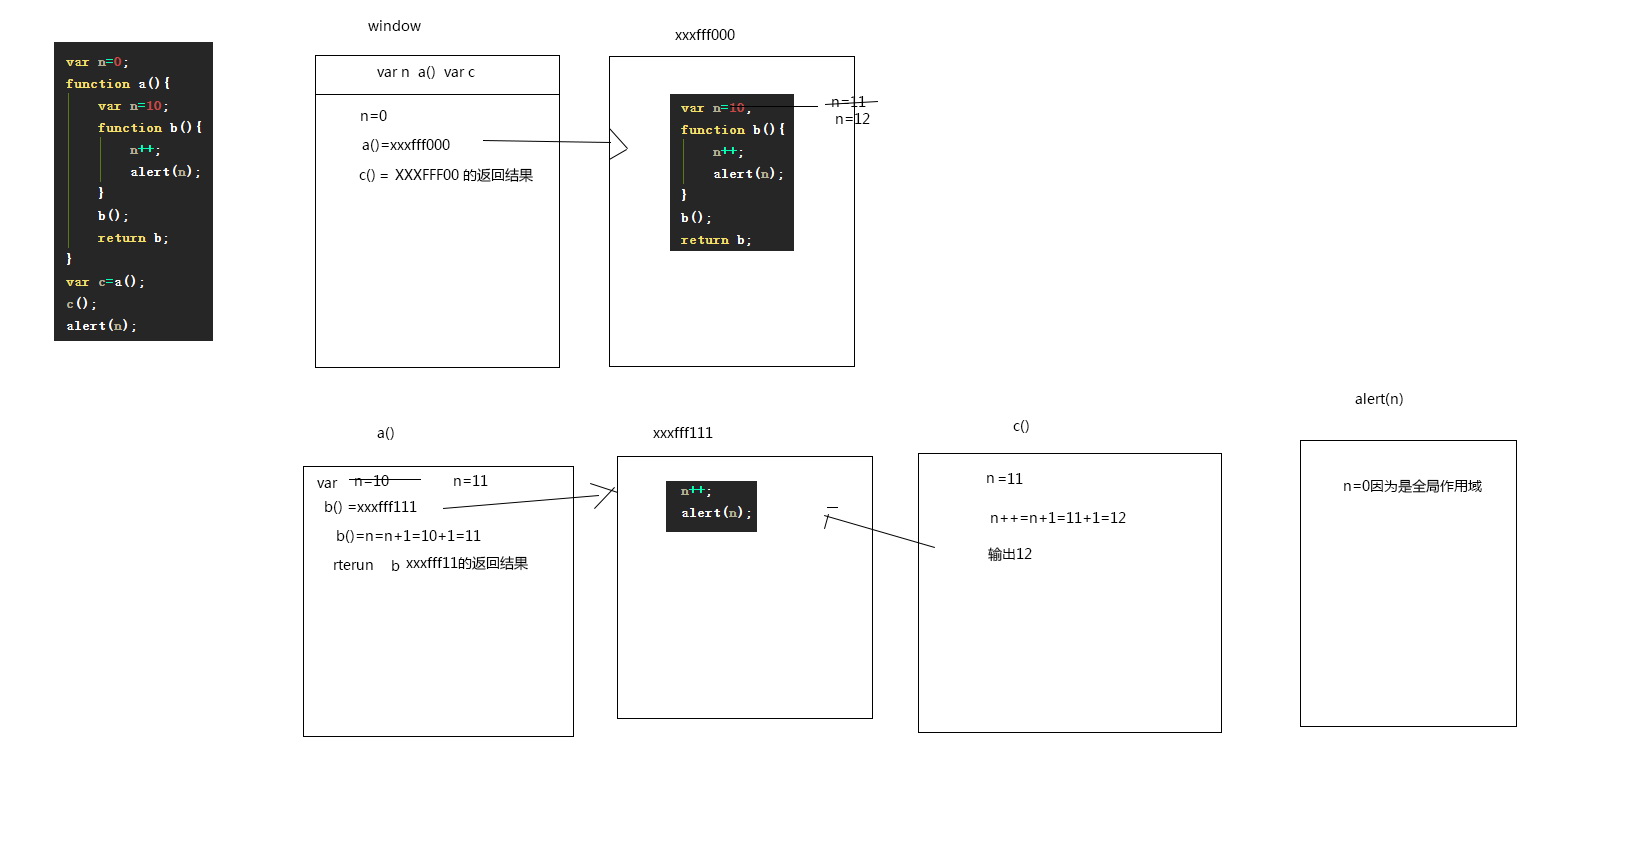 var n=0;
function a(){
var n=10;
function b(){
n++;
alert(n);
}
b();
return b;
}
var c=a();
c();
alert(n);
window
var n a() var c
n=0
a()=xxxfff000
c() = XXXFFF00 的返回结果
xxxfff000
var n=10;
function b(){
n++;
alert(n);
}
b();
return b;
n=11
n=12
a()
var n=10 n=11
b() =xxxfff111
b()=n=n+1=10+1=11
rterun b xxxfff11的返回结果
xxxfff111
n++;
alert(n);
c()
n =11
n++=n+1=11+1=12
输出12
alert(n)
n=0因为是全局作用域